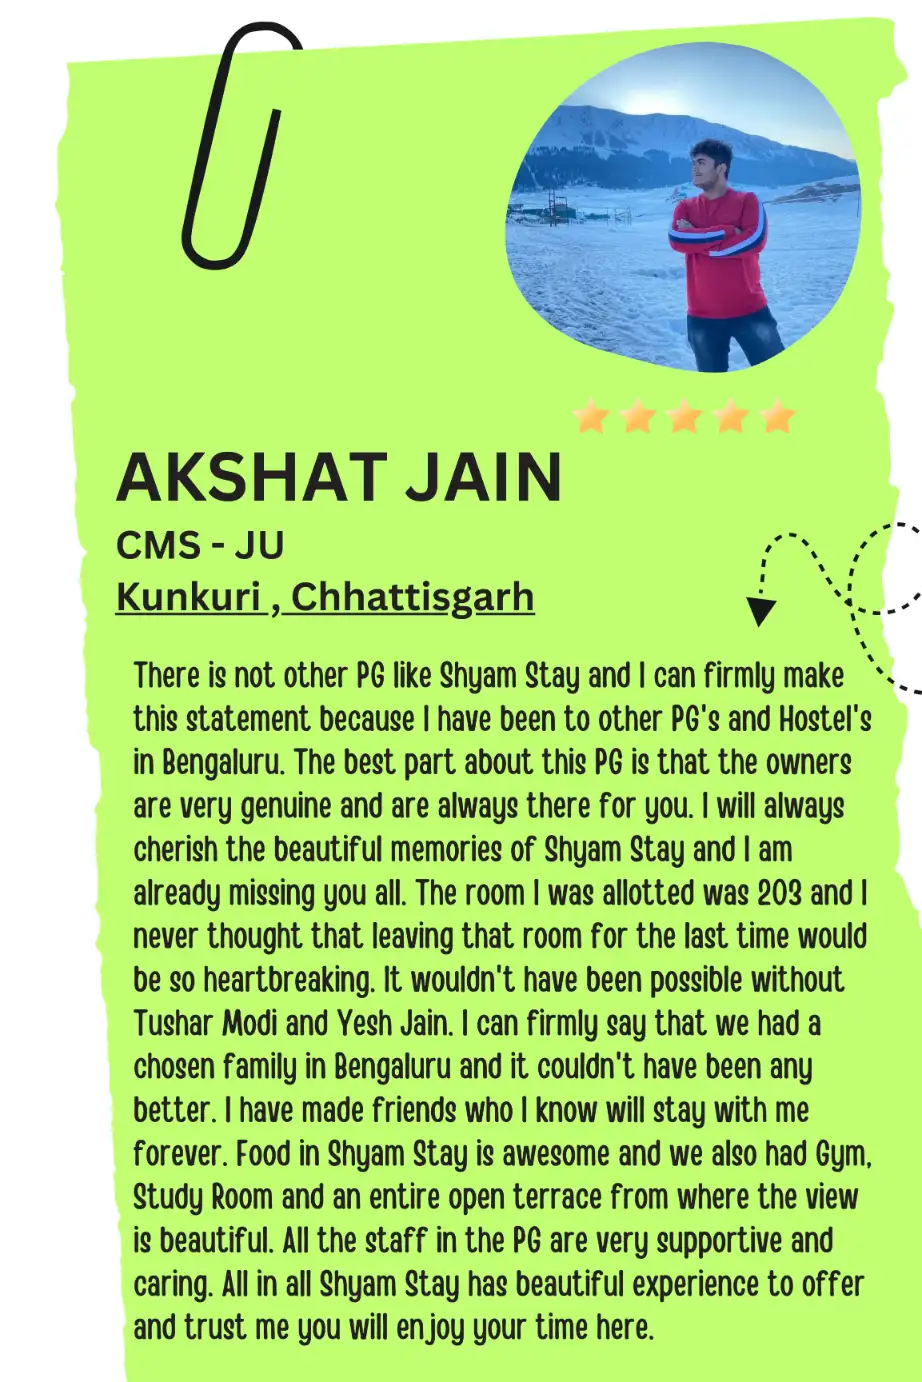 AKSHAT JAIN
CMS - JU
Kunkuri , Chhattisgarh
There is not other PG like Shyam Stay and I can firmly make
this statement because I have been to other PG's and Hostel's
in Bengaluru. The best part about this PG is that the owners
are very genuine and are always there for you. I will always
cherish the beautiful memories of Shyam Stay and I am
already missing you all. The room I was allotted was 203 and I
never thought that leaving that room for the last time would
be so heartbreaking. It wouldn't have been possible without
Tushar Modi and Yesh Jain. I can firmly say that we had a
chosen family in Bengaluru and it couldn't have been any
better. I have made friends who I know will stay with me
forever. Food in Shyam Stay is awesome and we also had Gym,
Study Room and an entire open terrace from where the view
is beautiful. All the staff in the PG are very supportive and
caring. All in all Shyam Stay has beautiful experience to offer
and trust me you will enjoy your time here.